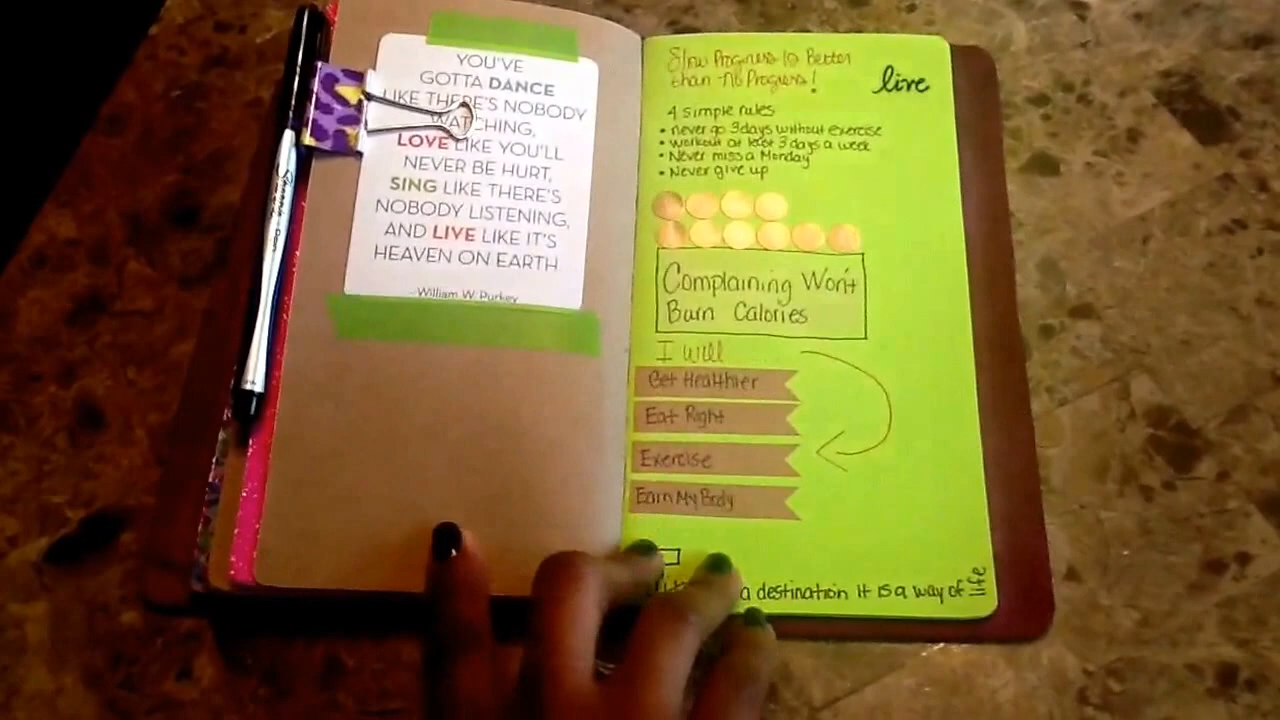 YOU'VE
GOTTA DANCE
LIKE THERE'S NOBODY
WATCHING,
LOVE LIKE YOU'LL
NEVER BE HURT,
SING LIKE THERE'S
NOBODY LISTENING,
AND LIVE LIKE IT'S
HEAVEN ON EARTH
-William W. Purkey
Sharpie
Slow Progress Is Better
than No Progress!
live
4 simple rules
• never go 3 days without exercise
• workout at least 3 days a week
• Never miss a Monday
• Never give up
Complaining Won't
Burn Calories
I will
Get Healthier
Eat Right
Exercise
Earn My Body
a destination it is a way of life